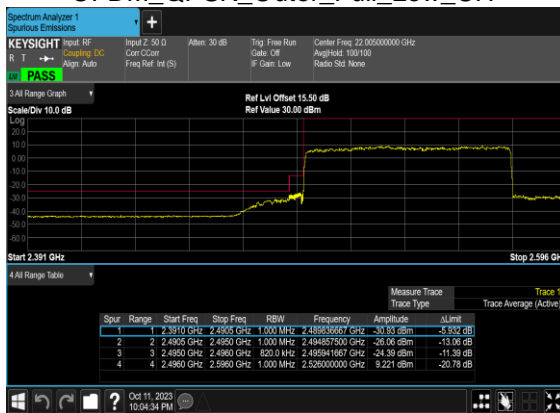 Spectrum Analyzer 1
Spurious Emissions
KEYSIGHT
R T
Input: RF
Coupling: DC
Align: Auto
Input Z: 50 Ω
Corr CCorr
Freq Ref: Int (S)
Atten: 30 dB
Trig: Free Run
Gate: Off
IF Gain: Low
Center Freq: 22.005000000 GHz
Avg|Hold: 100/100
Radio Std: None
PASS
3 All Range Graph
Scale/Div 10.0 dB
Ref Lvl Offset 15.50 dB
Ref Value 30.00 dBm
Log
20.0
10.0
0.00
-10.0
-20.0
-30.0
-40.0
-50.0
-60.0
Start 2.391 GHz
Stop 2.596 GH
4 All Range Table
Measure Trace Trace 1
Trace Type Trace Average (Active)
Spur Range Start Freq Stop Freq RBW Frequency Amplitude ΔLimit
1 1 2.3910 GHz 2.4905 GHz 1.000 MHz 2.489836667 GHz -30.93 dBm -5.932 dB
2 2 2.4905 GHz 2.4950 GHz 1.000 MHz 2.494857500 GHz -26.06 dBm -13.06 dB
3 3 2.4950 GHz 2.4960 GHz 820.0 kHz 2.495941667 GHz -24.39 dBm -11.39 dB
4 4 2.4960 GHz 2.5960 GHz 1.000 MHz 2.526000000 GHz 9.221 dBm -20.78 dB
Oct 11, 2023
10:04:34 PM